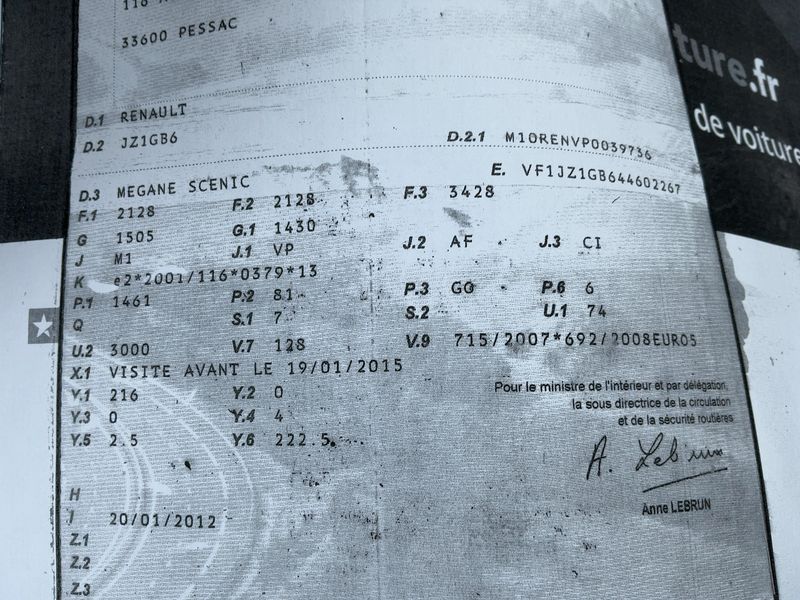 116
33600 PESSAC
D.1 RENAULT
D.2 JZ1GB6 D.2.1 M10RENVP0039736
D.3 MEGANE SCENIC E. VF1JZ1GB644602267
F.1 2128 F.2 2128 F.3 3428
G 1505 G.1 1430
J M1 J.1 VP J.2 AF J.3 CI
K e2*2001/116*0379*13
P.1 1461 P.2 81 P.3 GO P.6 6
Q S.1 7 S.2 U.1 74
U.2 3000 V.7 128 V.9 715/2007*692/2008EURO5
X.1 VISITE AVANT LE 19/01/2015
Y.1 216 Y.2 0
Y.3 0 Y.4 4
Y.5 2.5 Y.6 222.5
Pour le ministre de l'intérieur et par délégation,
la sous directrice de la circulation
et de la sécurité routières
A. Lebrun
Anne LEBRUN
H
I 20/01/2012
Z.1
Z.2
Z.3
ture.fr
de voiture